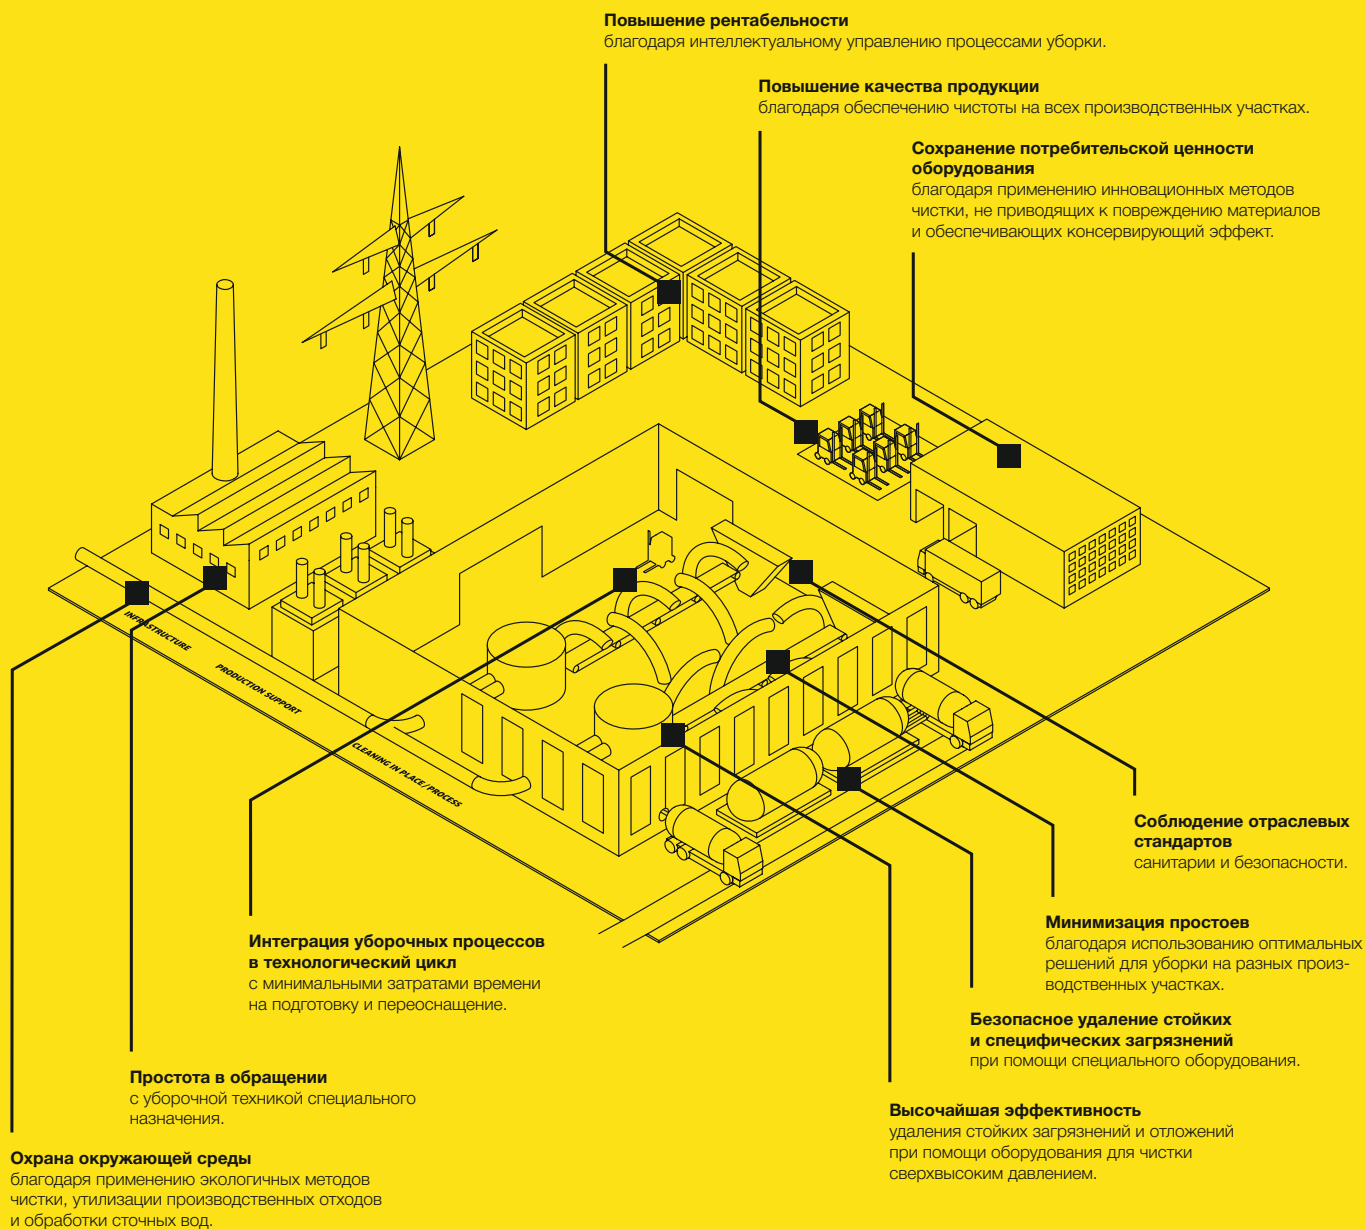 Повышение рентабельности
благодаря интеллектуальному управлению процессами уборки.
Повышение качества продукции
благодаря обеспечению чистоты на всех производственных участках.
Сохранение потребительской ценности
оборудования
благодаря применению инновационных методов
чистки, не приводящих к повреждению материалов
и обеспечивающих консервирующий эффект.
INFRASTRUCTURE
PRODUCTION SUPPORT
CLEANING IN PLACE/PROCESS
Соблюдение отраслевых
стандартов
санитарии и безопасности.
Минимизация простоев
благодаря использованию оптимальных
решений для уборки на разных произ-
водственных участках.
Интеграция уборочных процессов
в технологический цикл
с минимальными затратами времени
на подготовку и переоснащение.
Безопасное удаление стойких
и специфических загрязнений
при помощи специального оборудования.
Простота в обращении
с уборочной техникой специального
назначения.
Высочайшая эффективность
удаления стойких загрязнений и отложений
при помощи оборудования для чистки
сверхвысоким давлением.
Охрана окружающей среды
благодаря применению экологичных методов
чистки, утилизации производственных отходов
и обработки сточных вод.